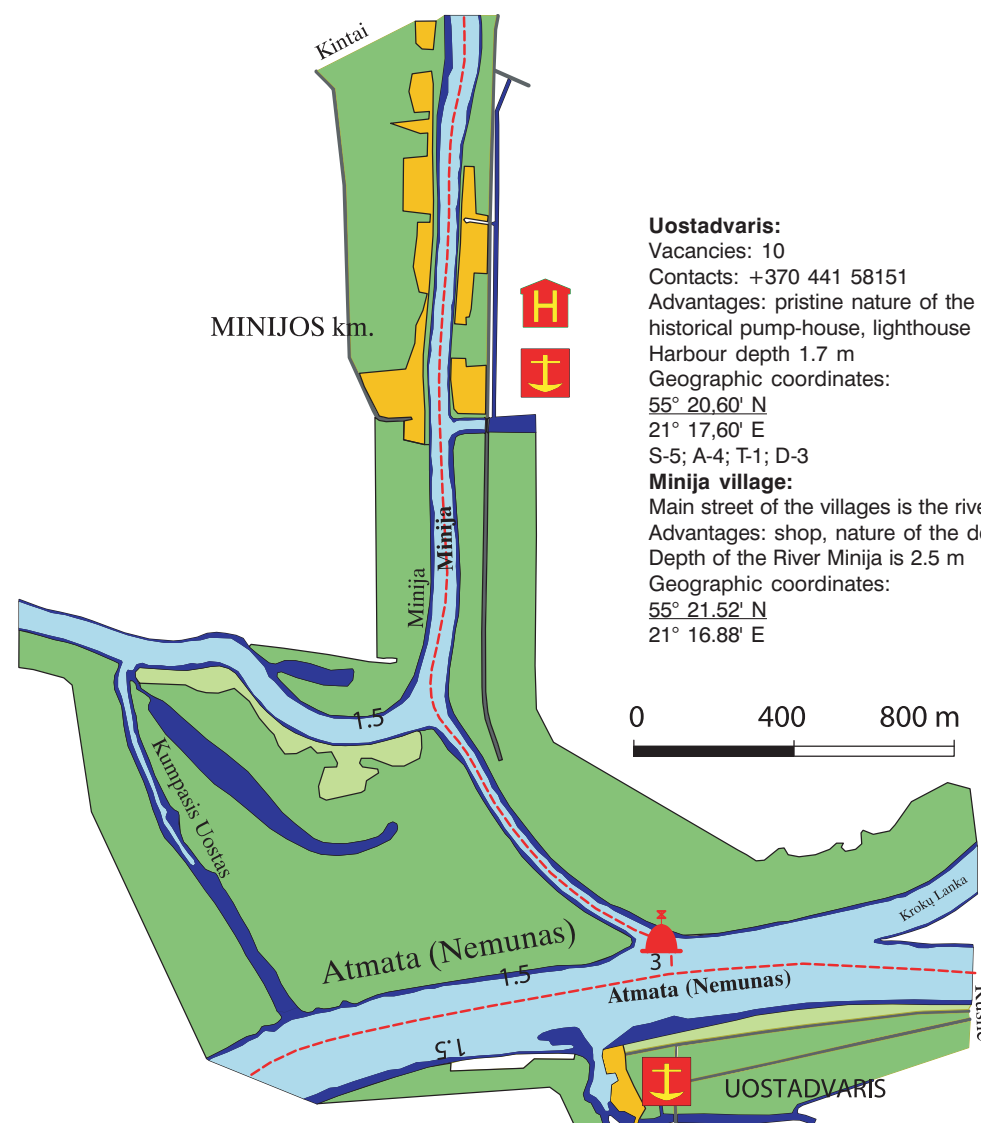 Kintai
MINIJOS km.
H
Uostadvaris:
Vacancies: 10
Contacts: +370 441 58151
Advantages: pristine nature of the
historical pump-house, lighthouse
Harbour depth 1.7 m
Geographic coordinates:
55° 20,60' N
21° 17,60' E
S-5; A-4; T-1; D-3
Minija village:
Main street of the villages is the
Advantages: shop, nature of the
Depth of the River Minija is 2.5 m
Geographic coordinates:
55° 21.52' N
21° 16.88' E
Minija
Minija
0 400 800 m
1.5
Kumpasis Uostas
Krokų Lanka
Atmata (Nemunas)
3
1.5
Atmata (Nemunas)
1.5
UOSTADVARIS